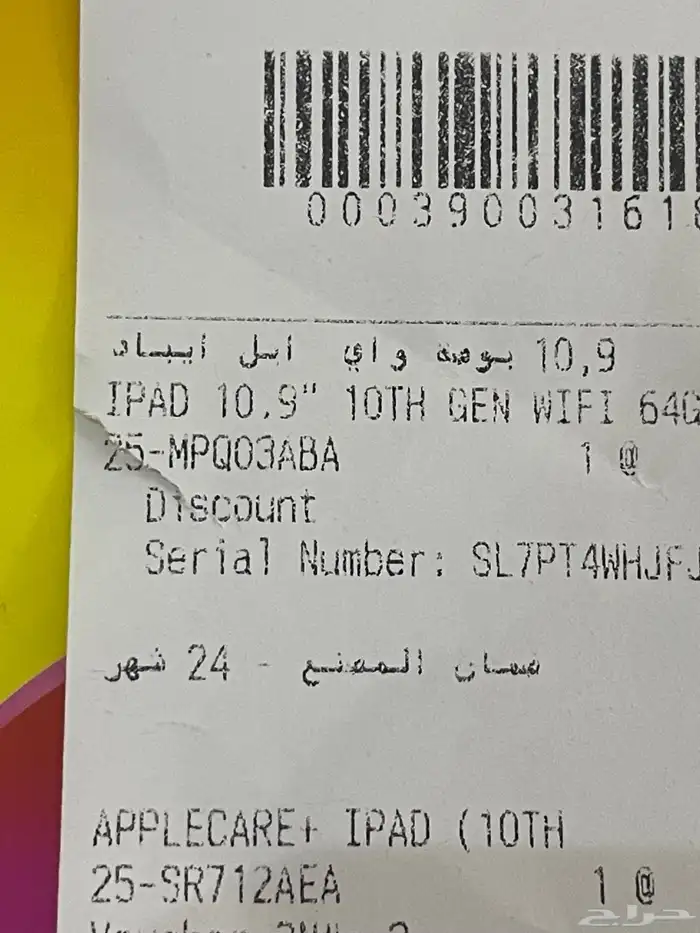 000390031618
10,9 بوصة واي ابل ايباد
IPAD 10.9" 10TH GEN WIFI 64G
25-MPQ03ABA 1 @
Discount
Serial Number: SL7PT4WHJFJ
ضمان المصنع - 24 شهر
APPLECARE+ IPAD (10TH
25-SR712AEA 1 @
حراج